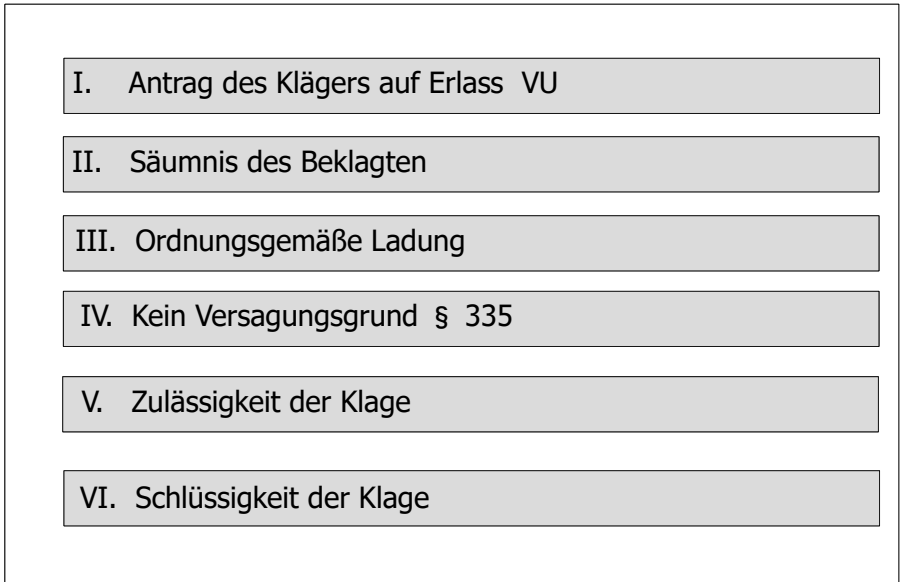 I. Antrag des Klägers auf Erlass VU
II. Säumnis des Beklagten
III. Ordnungsgemäße Ladung
IV. Kein Versagungsgrund § 335
V. Zulässigkeit der Klage
VI. Schlüssigkeit der Klage